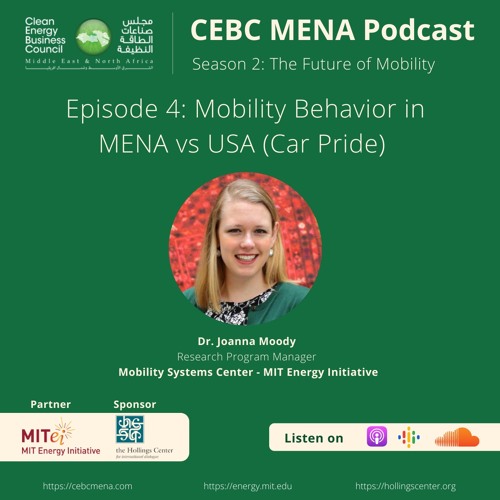 Clean
Energy
Business
Council
مجلس
صناعات
الطاقة
النظيفة
Middle East & North Africa
CEBC MENA Podcast
Season 2: The Future of Mobility
Episode 4: Mobility Behavior in
MENA vs USA (Car Pride)
Dr. Joanna Moody
Research Program Manager
Mobility Systems Center - MIT Energy Initiative
Partner
Sponsor
MITei
MIT Energy Initiative
the Hollings Center
for international dialogue
Listen on
https://cebcmena.com
https://energy.mit.edu
https://hollingscenter.org